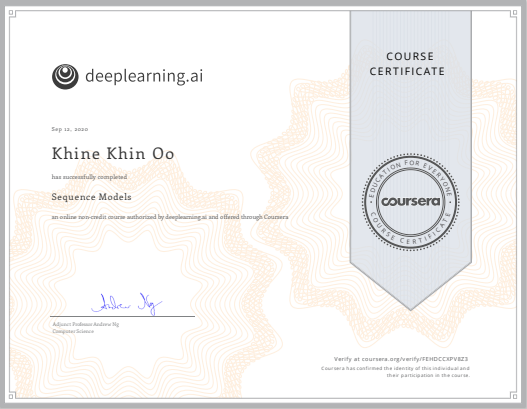 COURSE
CERTIFICATE
deeplearning.ai
Sep 12, 2020
Khine Khin Oo
has successfully completed
Sequence Models
an online non-credit course authorized by deeplearning.ai and offered through Coursera
EDUCATION FOR EVERYONE
coursera
COURSE CERTIFICATE
Andrew Ng
Adjunct Professor Andrew Ng
Computer Science
Verify at coursera.org/verify/FEHDCCXPV8Z3
Coursera has confirmed the identity of this individual and
their participation in the course.